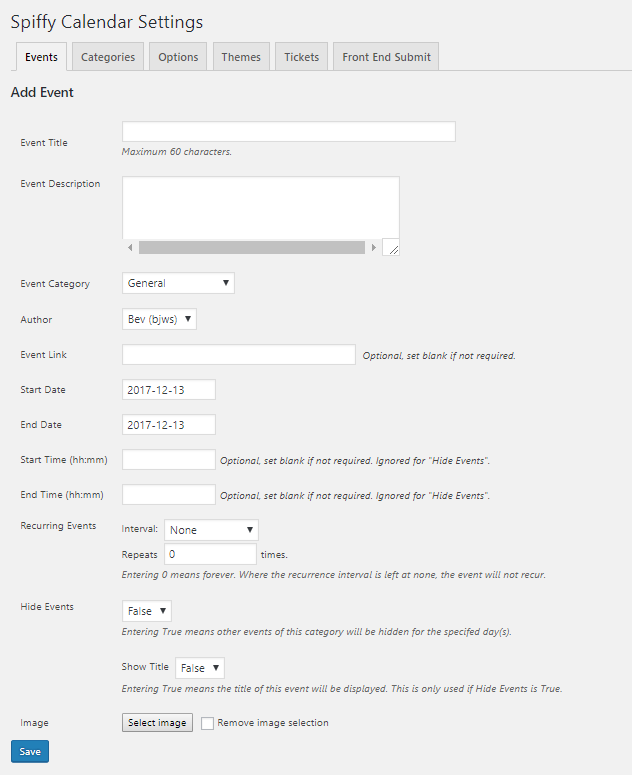 Spiffy Calendar Settings
Events Categories Options Themes Tickets Front End Submit
Add Event
Event Title
Maximum 60 characters.
Event Description
Event Category General
Author Bev (bjws)
Event Link Optional, set blank if not required.
Start Date 2017-12-13
End Date 2017-12-13
Start Time (hh:mm) Optional, set blank if not required. Ignored for "Hide Events".
End Time (hh:mm) Optional, set blank if not required. Ignored for "Hide Events".
Recurring Events Interval: None
Repeats 0 times.
Entering 0 means forever. Where the recurrence interval is left at none, the event will not recur.
Hide Events False
Entering True means other events of this category will be hidden for the specifed day(s).
Show Title False
Entering True means the title of this event will be displayed. This is only used if Hide Events is True.
Image Select image Remove image selection
Save